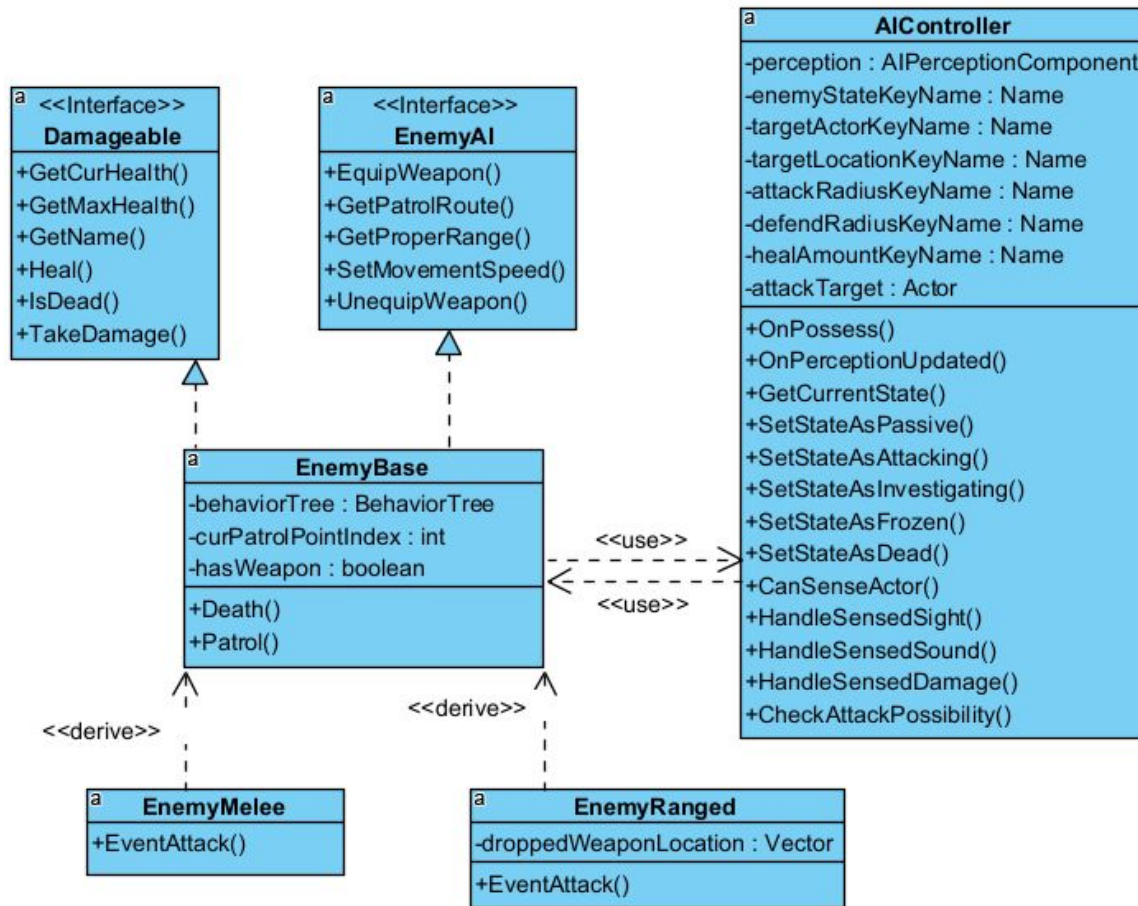 a
<<Interface>>
Damageable
+GetCurHealth()
+GetMaxHealth()
+GetName()
+Heal()
+IsDead()
+TakeDamage()
a
<<Interface>>
EnemyAI
+EquipWeapon()
+GetPatrolRoute()
+GetProperRange()
+SetMovementSpeed()
+UnequipWeapon()
a
AIController
-perception : AIPerceptionComponent
-enemyStateKeyName : Name
-targetActorKeyName : Name
-targetLocationKeyName : Name
-attackRadiusKeyName : Name
-defendRadiusKeyName : Name
-healAmountKeyName : Name
-attackTarget : Actor
+OnPossess()
+OnPerceptionUpdated()
+GetCurrentState()
+SetStateAsPassive()
+SetStateAsAttacking()
+SetStateAsInvestigating()
+SetStateAsFrozen()
+SetStateAsDead()
+CanSenseActor()
+HandleSensedSight()
+HandleSensedSound()
+HandleSensedDamage()
+CheckAttackPossibility()
a
EnemyBase
-behaviorTree : BehaviorTree
-curPatrolPointIndex : int
-hasWeapon : boolean
+Death()
+Patrol()
<<use>>
<<use>>
<<derive>>
<<derive>>
a
EnemyMelee
+EventAttack()
a
EnemyRanged
-droppedWeaponLocation : Vector
+EventAttack()